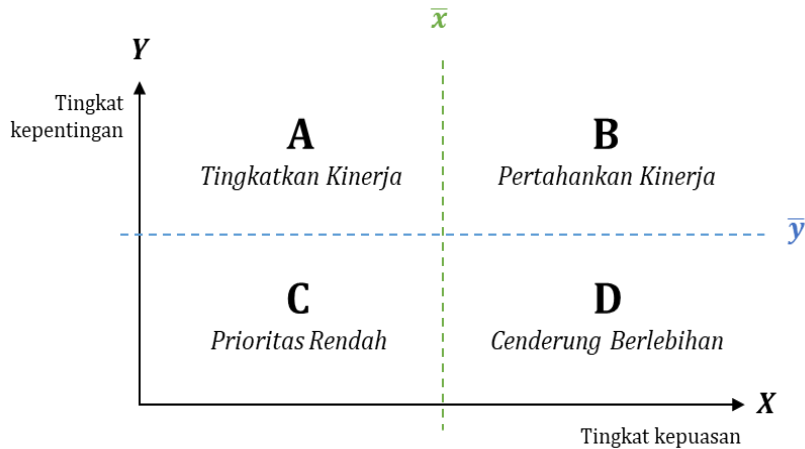 x̅
Y
Tingkat
kepentingan
A
Tingkatkan Kinerja
B
Pertahankan Kinerja
y̅
C
Prioritas Rendah
D
Cenderung Berlebihan
X
Tingkat kepuasan